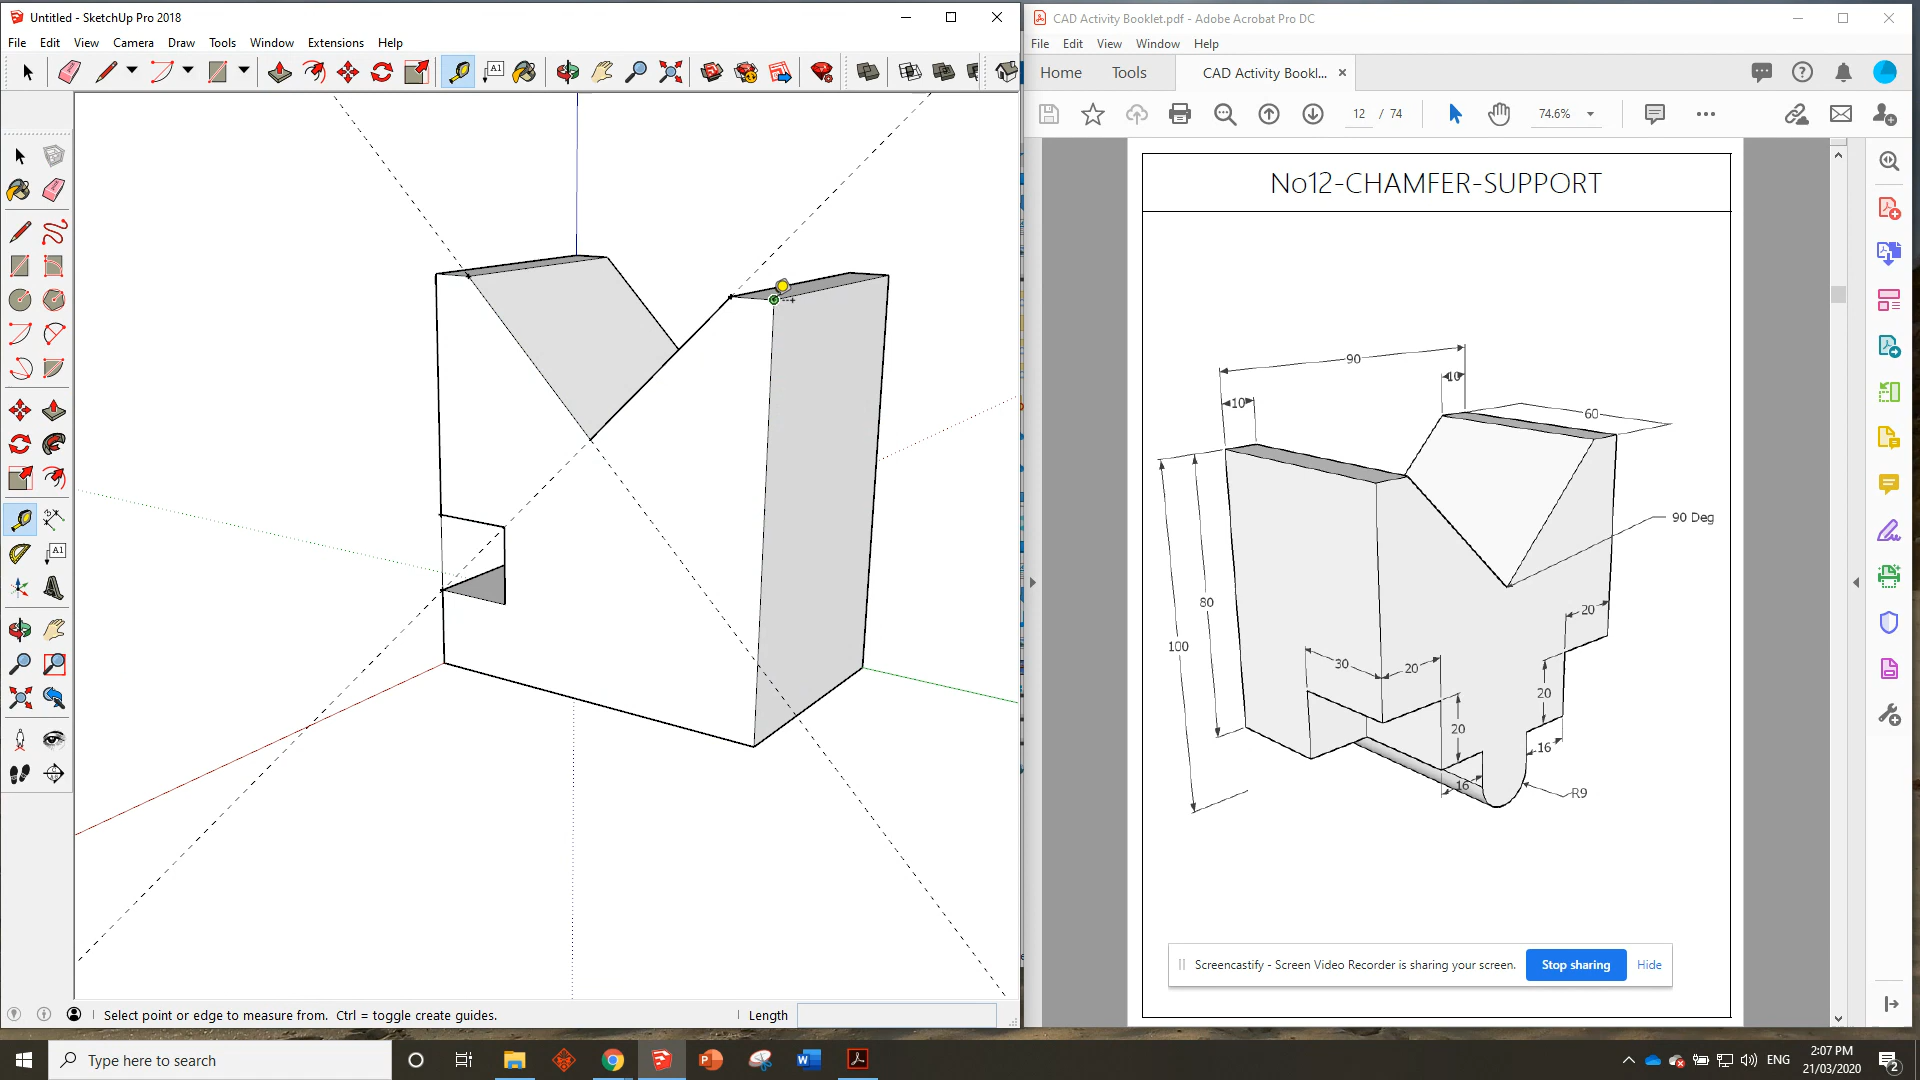 Untitled - SketchUp Pro 2018
File Edit View Camera Draw Tools Window Extensions Help
A1
A1
Select point or edge to measure from. Ctrl = toggle create guides.
Length
CAD Activity Booklet.pdf - Adobe Acrobat Pro DC
File Edit View Window Help
Home Tools CAD Activity Bookl... ×
12 / 74
74.6%
No12-CHAMFER-SUPPORT
90
10
10
60
90 Deg
80
100
20
30
20
20
20
16
16
R9
Screencastify - Screen Video Recorder is sharing your screen. Stop sharing Hide
Type here to search
ENG
2:07 PM
21/03/2020
2